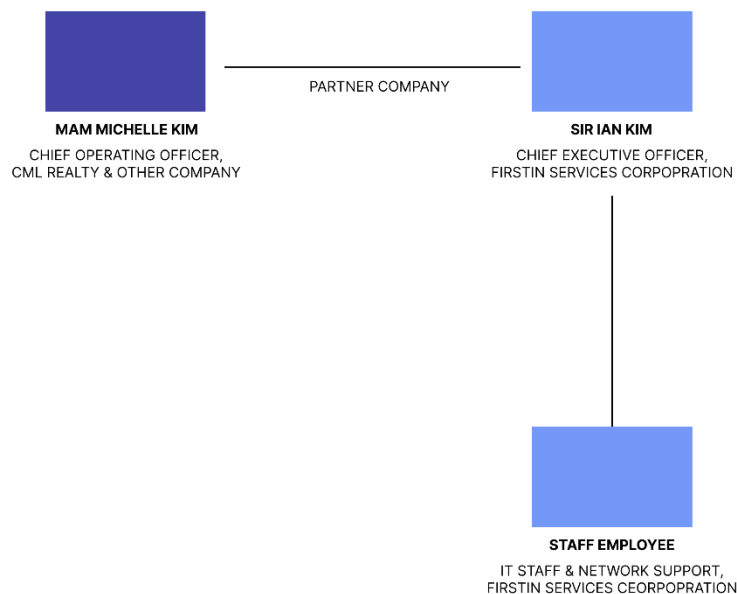 PARTNER COMPANY
MAM MICHELLE KIM
CHIEF OPERATING OFFICER,
CML REALTY & OTHER COMPANY
SIR IAN KIM
CHIEF EXECUTIVE OFFICER,
FIRSTIN SERVICES CORPOPRATION
STAFF EMPLOYEE
IT STAFF & NETWORK SUPPORT,
FIRSTIN SERVICES CEORPOPRATION